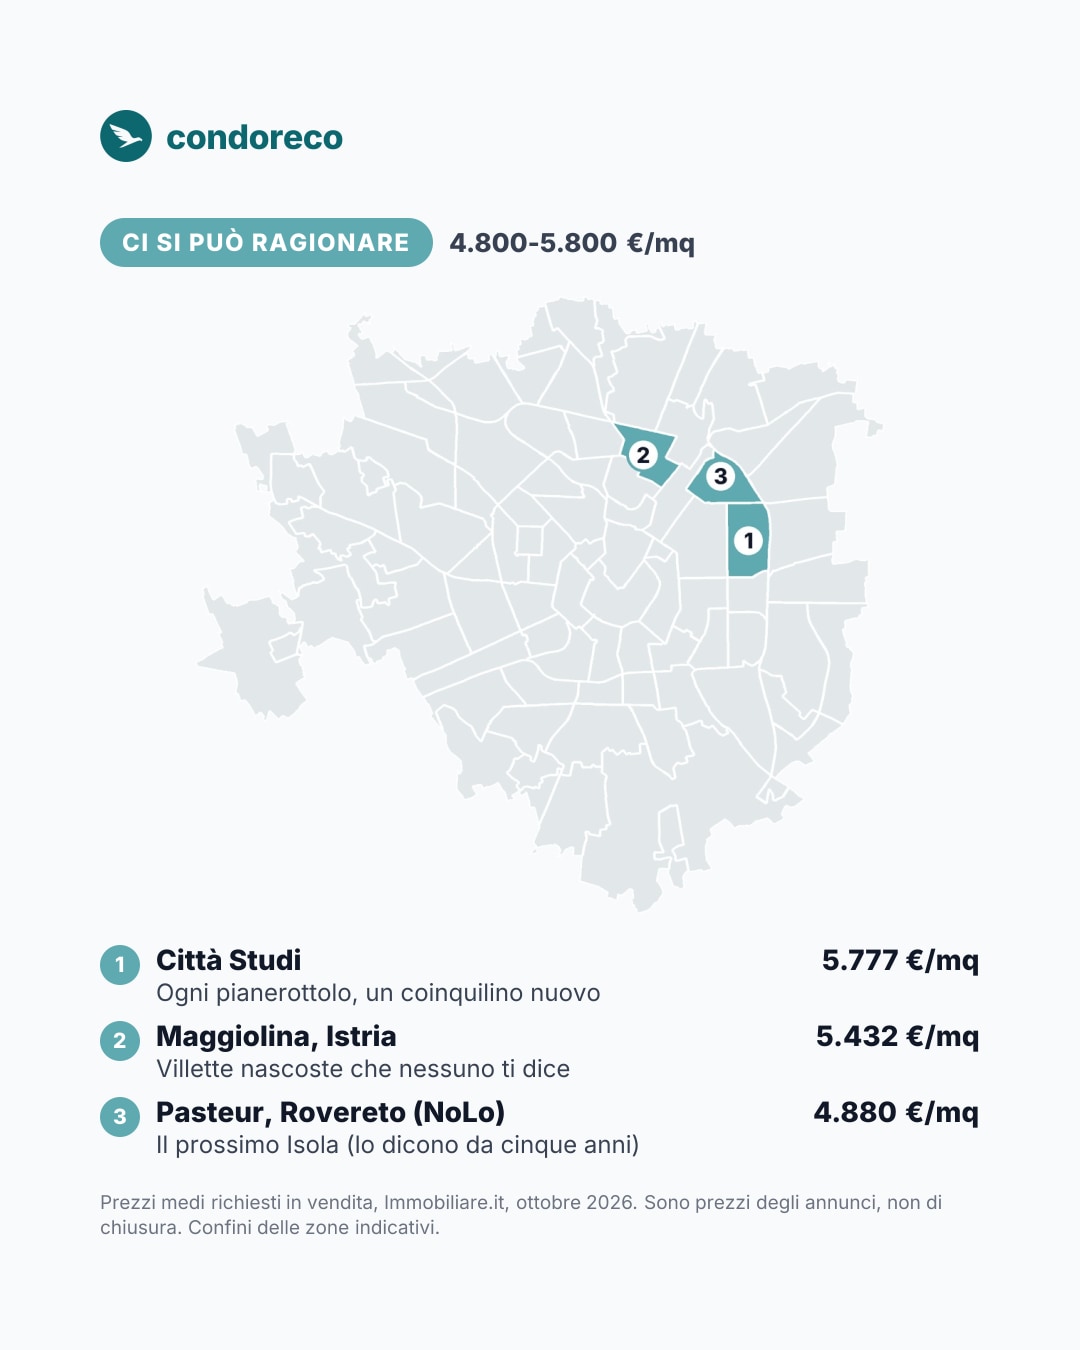 condoreco
CI SI PUÒ RAGIONARE 4.800-5.800 €/mq
2
3
1
1 Città Studi 5.777 €/mq
Ogni pianerottolo, un coinquilino nuovo
2 Maggiolina, Istria 5.432 €/mq
Villette nascoste che nessuno ti dice
3 Pasteur, Rovereto (NoLo) 4.880 €/mq
Il prossimo Isola (lo dicono da cinque anni)
Prezzi medi richiesti in vendita, Immobiliare.it, ottobre 2026. Sono prezzi degli annunci, non di
chiusura. Confini delle zone indicativi.